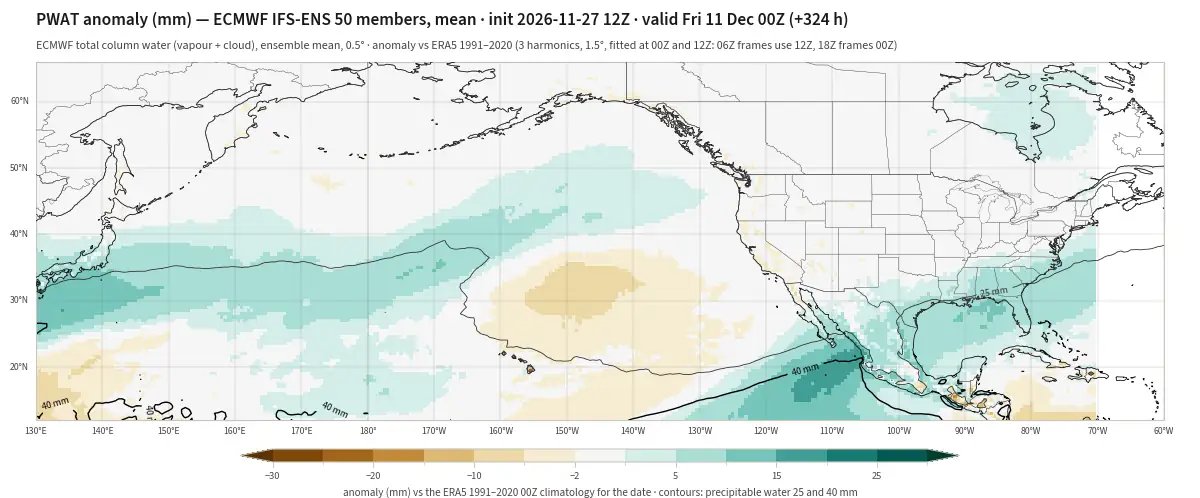 PWAT anomaly (mm) — ECMWF IFS-ENS 50 members, mean · init 2026-11-27 12Z · valid Fri 11 Dec 00Z (+324 h)
ECMWF total column water (vapour + cloud), ensemble mean, 0.5° · anomaly vs ERA5 1991–2020 (3 harmonics, 1.5°, fitted at 00Z and 12Z: 06Z frames use 12Z, 18Z frames 00Z)
60°N
50°N
40°N
30°N
25 mm
20°N
40 mm
40 mm
40 mm
130°E 140°E 150°E 160°E 170°E 180° 170°W 160°W 150°W 140°W 130°W 120°W 110°W 100°W 90°W 80°W 70°W 60°W
−30 −20 −10 −2 5 15 25
anomaly (mm) vs the ERA5 1991–2020 00Z climatology for the date · contours: precipitable water 25 and 40 mm